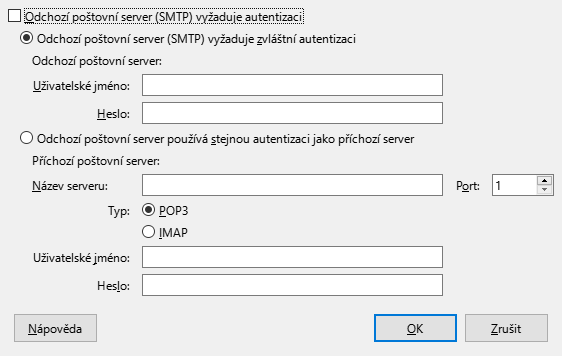 Odchozí poštovní server (SMTP) vyžaduje autentizaci
Odchozí poštovní server (SMTP) vyžaduje zvláštní autentizaci
Odchozí poštovní server:
Uživatelské jméno:
Heslo:
Odchozí poštovní server používá stejnou autentizaci jako příchozí server
Příchozí poštovní server:
Název serveru: Port: 1
Typ: POP3
IMAP
Uživatelské jméno:
Heslo:
Nápověda OK Zrušit